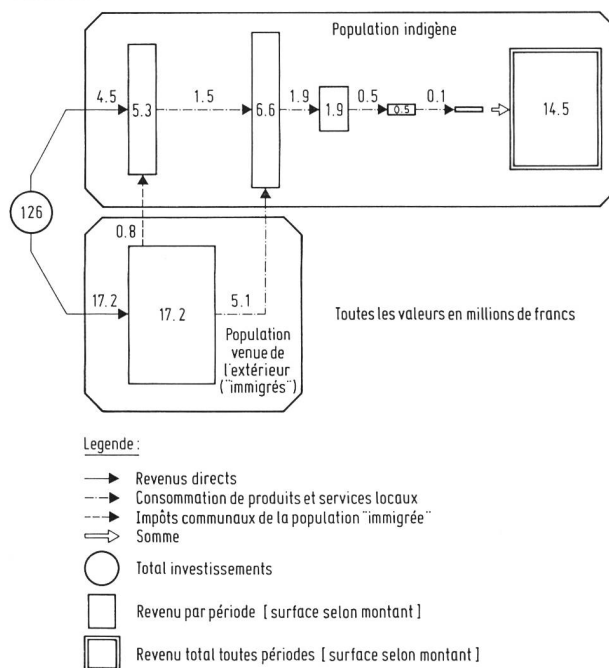 Population indigène
4.5
5.3
1.5
6.6
1.9
1.9
0.5
0.5
0.1
14.5
126
0.8
17.2
17.2
5.1
Population
venue de
l'extérieur
("immigrés")
Toutes les valeurs en millions de francs
Legende :
Revenus directs
Consommation de produits et services locaux
Impôts communaux de la population "immigrée"
Somme
Total investissements
Revenu par période [ surface selon montant ]
Revenu total toutes périodes [ surface selon montant ]